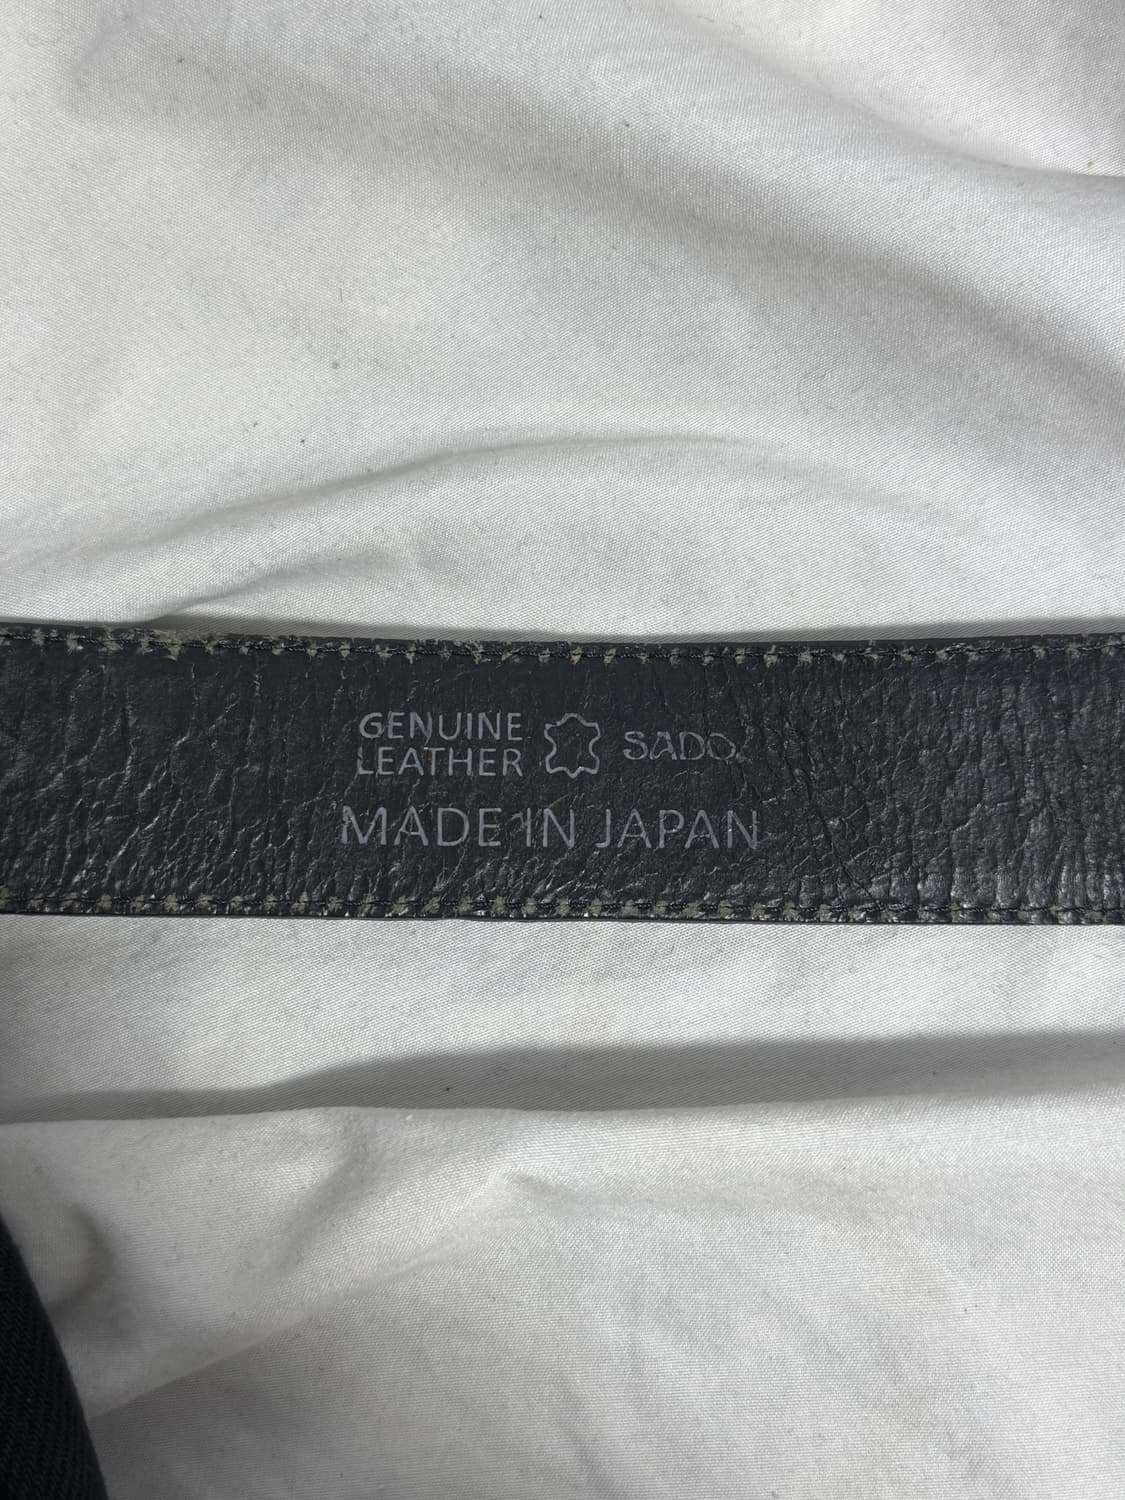 GENUINE
LEATHER
SADO.
MADE IN JAPAN